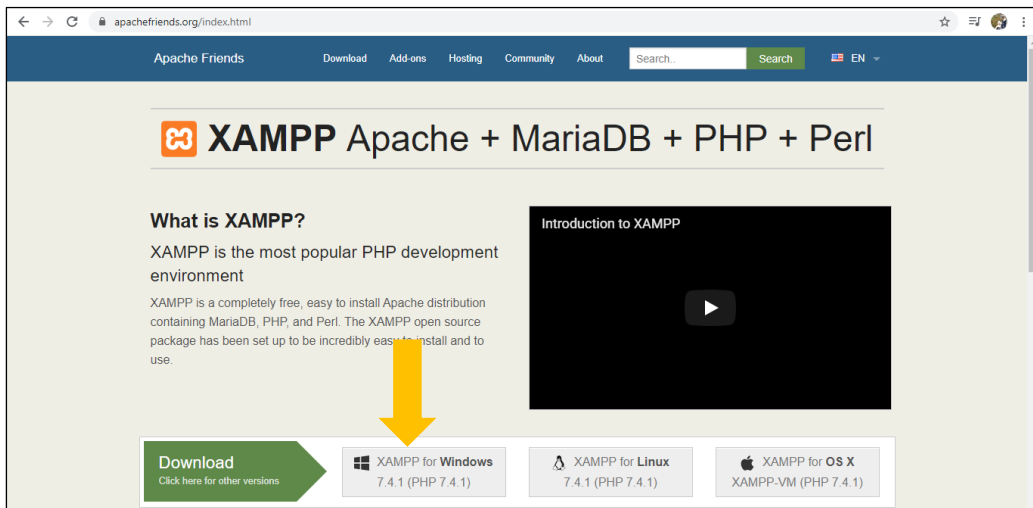 apachefriends.org/index.html
Apache Friends Download Add-ons Hosting Community About Search.. Search EN
XAMPP Apache + MariaDB + PHP + Perl
What is XAMPP?
XAMPP is the most popular PHP development
environment
XAMPP is a completely free, easy to install Apache distribution
containing MariaDB, PHP, and Perl. The XAMPP open source
package has been set up to be incredibly easy to install and to
use.
Introduction to XAMPP
Download
Click here for other versions
XAMPP for Windows
7.4.1 (PHP 7.4.1)
XAMPP for Linux
7.4.1 (PHP 7.4.1)
XAMPP for OS X
XAMPP-VM (PHP 7.4.1)